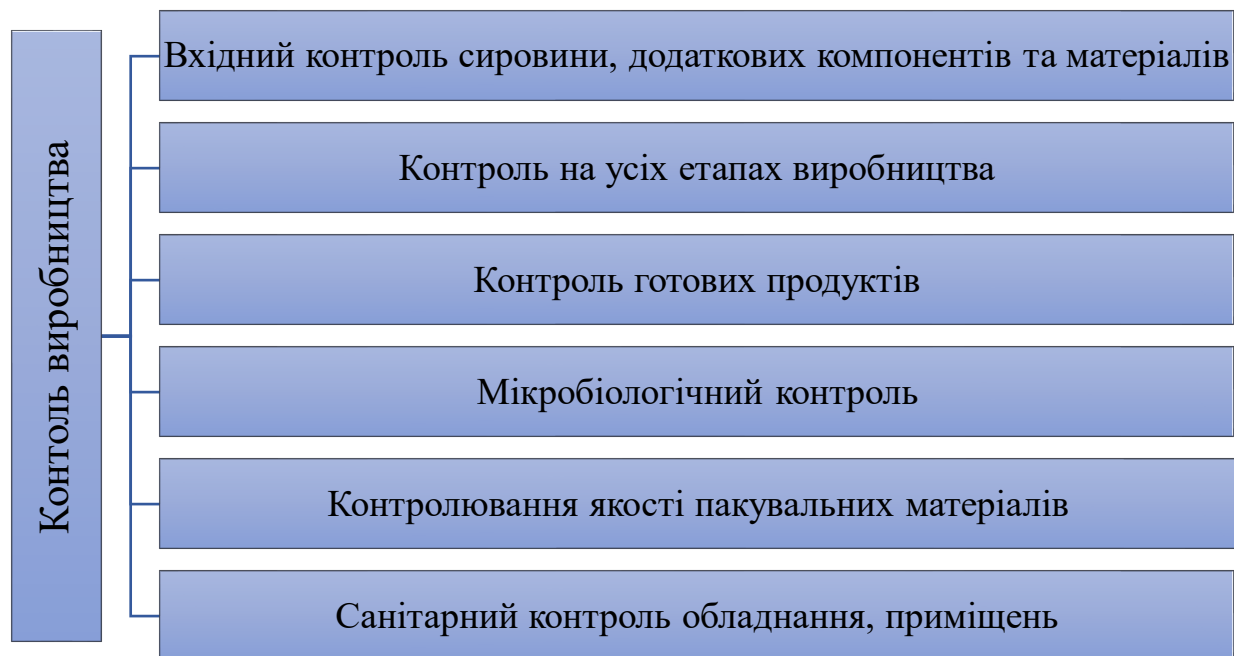 Контоль виробництва
Вхідний контроль сировини, додаткових компонентів та матеріалів
Контроль на усіх етапах виробництва
Контроль готових продуктів
Мікробіологічний контроль
Контролювання якості пакувальних матеріалів
Санітарний контроль обладнання, приміщень